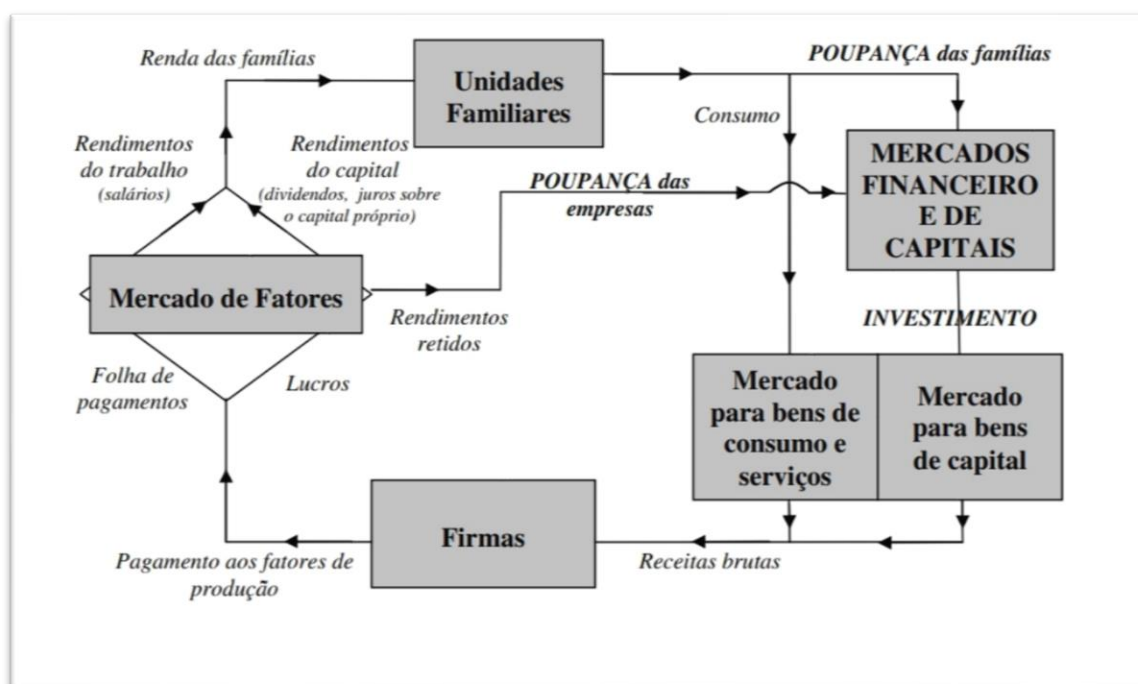 Renda das famílias
Unidades
Familiares
POUPANÇA das famílias
Consumo
Rendimentos
do trabalho
(salários)
Rendimentos
do capital
(dividendos, juros sobre
o capital próprio)
POUPANÇA das
empresas
MERCADOS
FINANCEIRO
E DE
CAPITAIS
Mercado de Fatores
Rendimentos
retidos
INVESTIMENTO
Folha de
pagamentos
Lucros
Mercado
para bens de
consumo e
serviços
Mercado
para bens
de capital
Firmas
Pagamento aos fatores de
produção
Receitas brutas